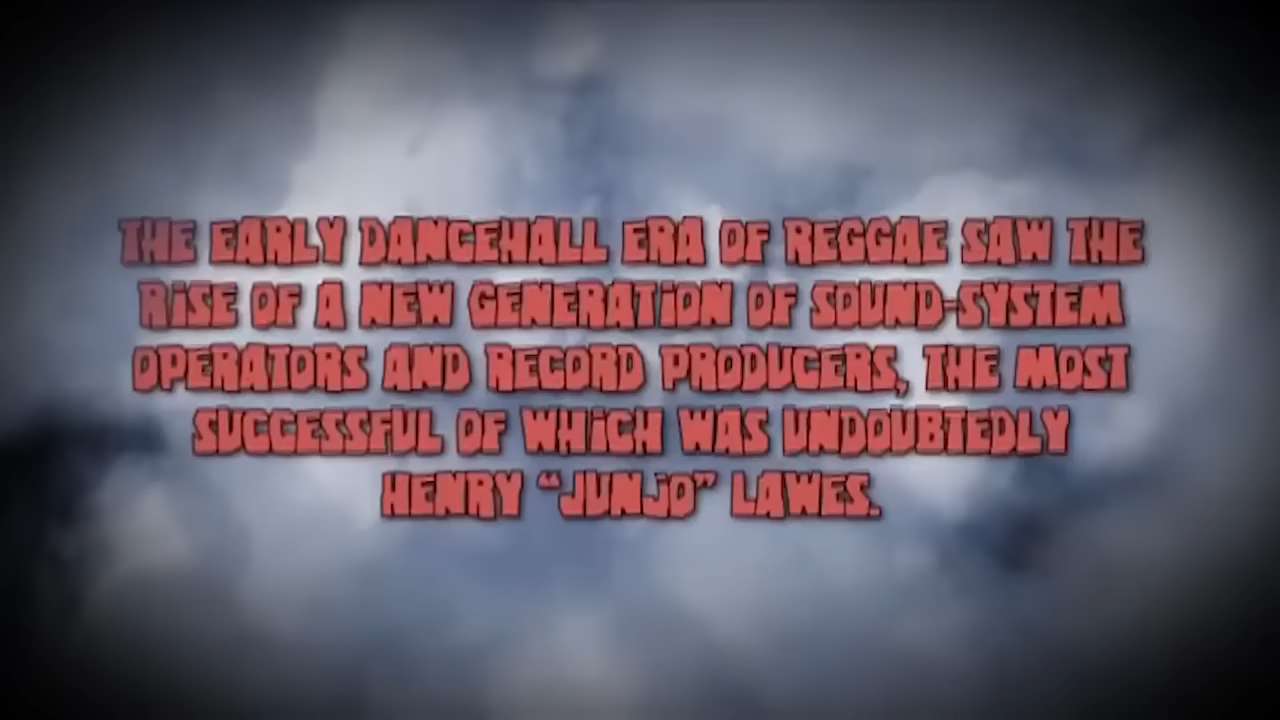 THE EARLY DANCEHALL ERA OF REGGAE SAW THE
RiSE OF A NEW GENERATiON OF SOUND-SYSTEM
OPERATORS AND RECORD PRODUCERS, THE MOST
SUCCESSFUL OF WHiCH WAS UNDOUBTEDLY
HENRY “JUNJO” LAWES.